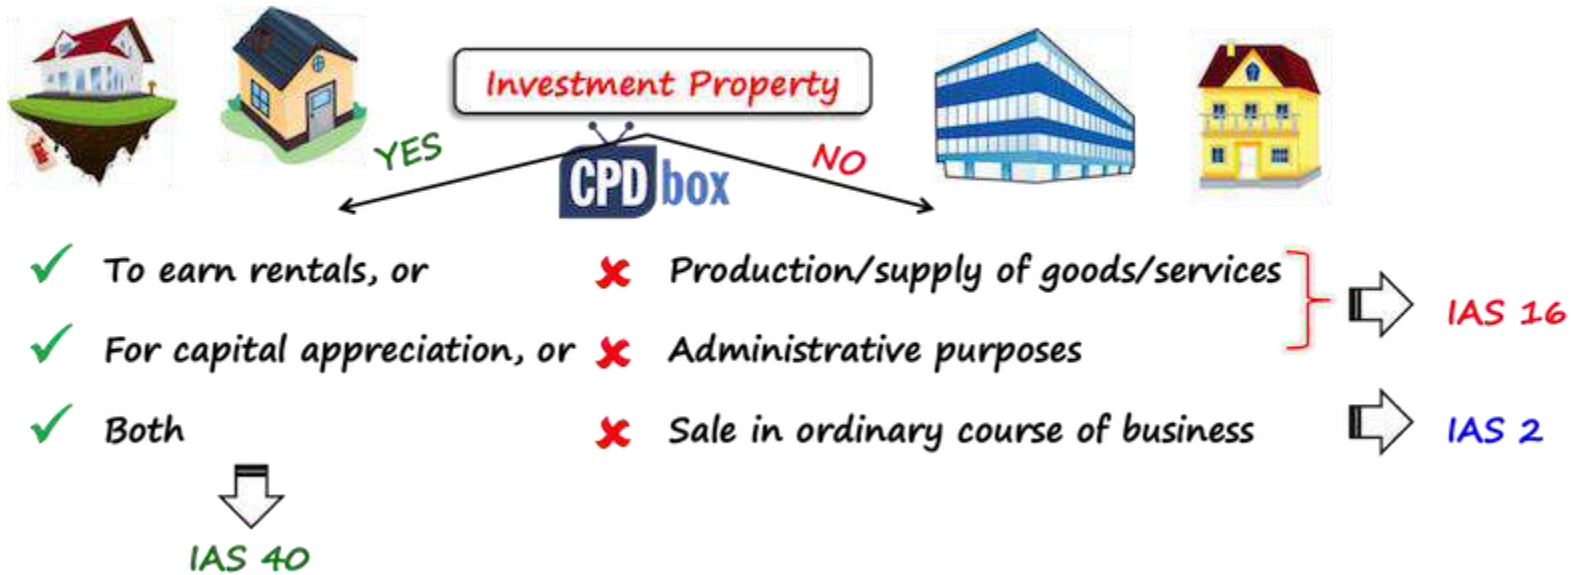 Investment Property
YES
NO
CPD box
To earn rentals, or
For capital appreciation, or
Both
IAS 40
Production/supply of goods/services
Administrative purposes
IAS 16
Sale in ordinary course of business
IAS 2